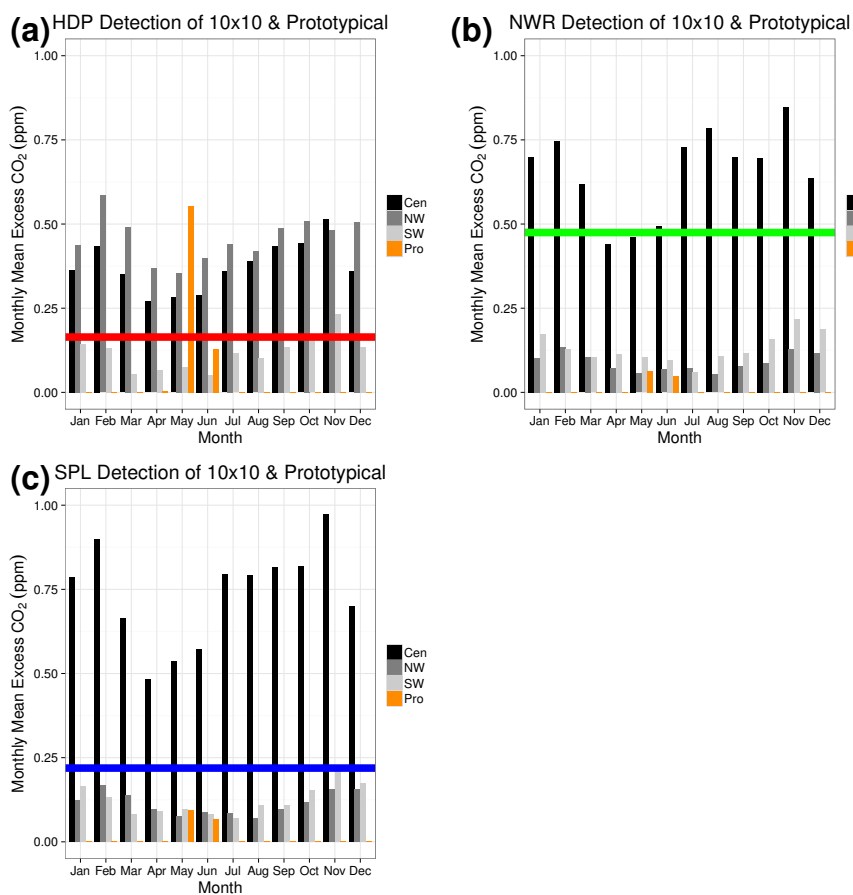 (a) HDP Detection of 10x10 & Prototypical
Monthly Mean Excess CO₂ (ppm)
1.00
0.75
0.50
0.25
0.00
Jan Feb Mar Apr May Jun Jul Aug Sep Oct Nov Dec
Month
Cen
NW
SW
Pro
(b) NWR Detection of 10x10 & Prototypical
Monthly Mean Excess CO₂ (ppm)
1.00
0.75
0.50
0.25
0.00
Jan Feb Mar Apr May Jun Jul Aug Sep Oct Nov Dec
Month
(c) SPL Detection of 10x10 & Prototypical
Monthly Mean Excess CO₂ (ppm)
1.00
0.75
0.50
0.25
0.00
Jan Feb Mar Apr May Jun Jul Aug Sep Oct Nov Dec
Month
Cen
NW
SW
Pro